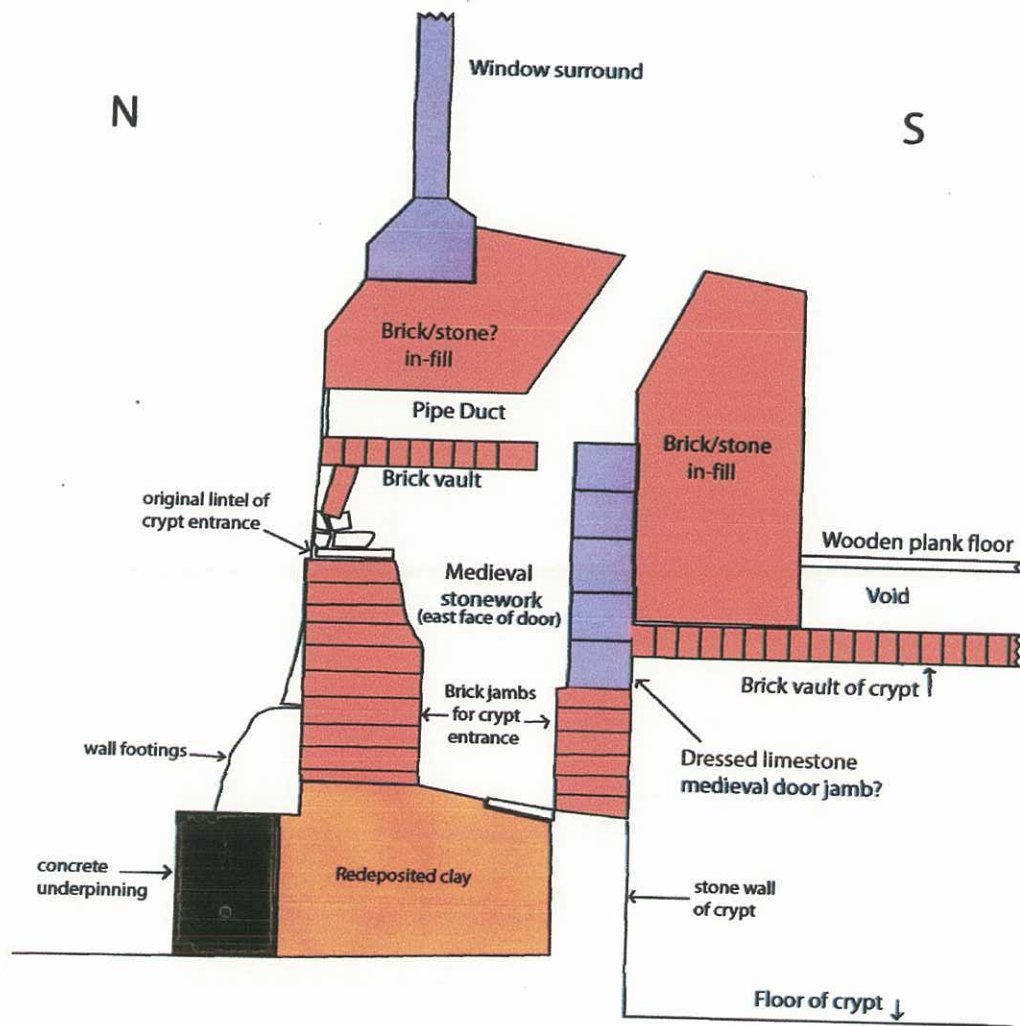 Window surround
N
S
Brick/stone?
in-fill
Pipe Duct
Brick/stone
in-fill
Brick vault
original lintel of
crypt entrance
Wooden plank floor
Medieval
stonework
(east face of door)
Void
Brick vault of crypt
Brick jambs
for crypt
entrance
wall footings
Dressed limestone
medieval door jamb?
concrete
underpinning
Redeposited clay
stone wall
of crypt
Floor of crypt